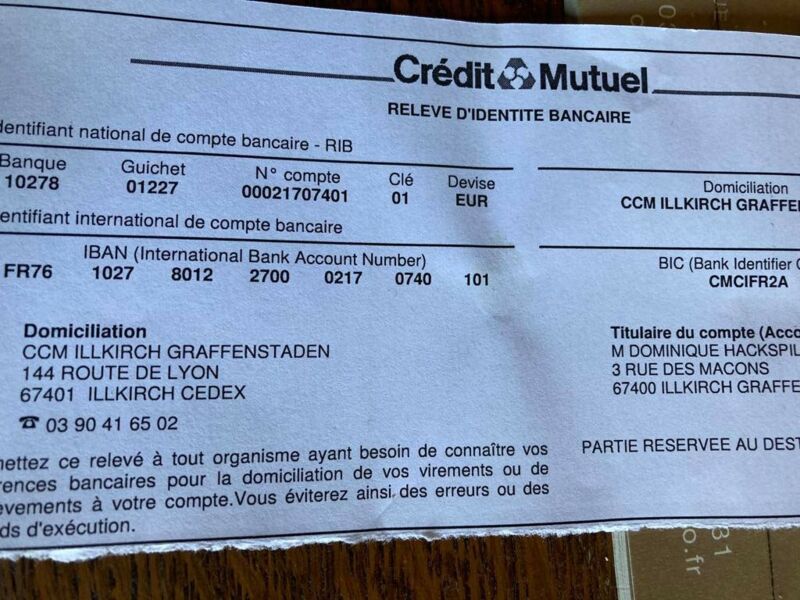 Crédit Mutuel
RELEVE D'IDENTITE BANCAIRE
dentifiant national de compte bancaire - RIB
Banque Guichet N° compte Clé Devise Domiciliation
10278 01227 00021707401 01 EUR CCM ILLKIRCH GRAFFE
entifiant international de compte bancaire
IBAN (International Bank Account Number) BIC (Bank Identifier
FR76 1027 8012 2700 0217 0740 101 CMCIFR2A
Domiciliation
CCM ILLKIRCH GRAFFENSTADEN
144 ROUTE DE LYON
67401 ILLKIRCH CEDEX
☎ 03 90 41 65 02
Titulaire du compte (Acco
M DOMINIQUE HACKSPIL
3 RUE DES MACONS
67400 ILLKIRCH GRAFFE
PARTIE RESERVEE AU DEST
mettez ce relevé à tout organisme ayant besoin de connaître vos
rences bancaires pour la domiciliation de vos virements ou de
èvements à votre compte.Vous éviterez ainsi des erreurs ou des
ds d'exécution.
31
o.fr